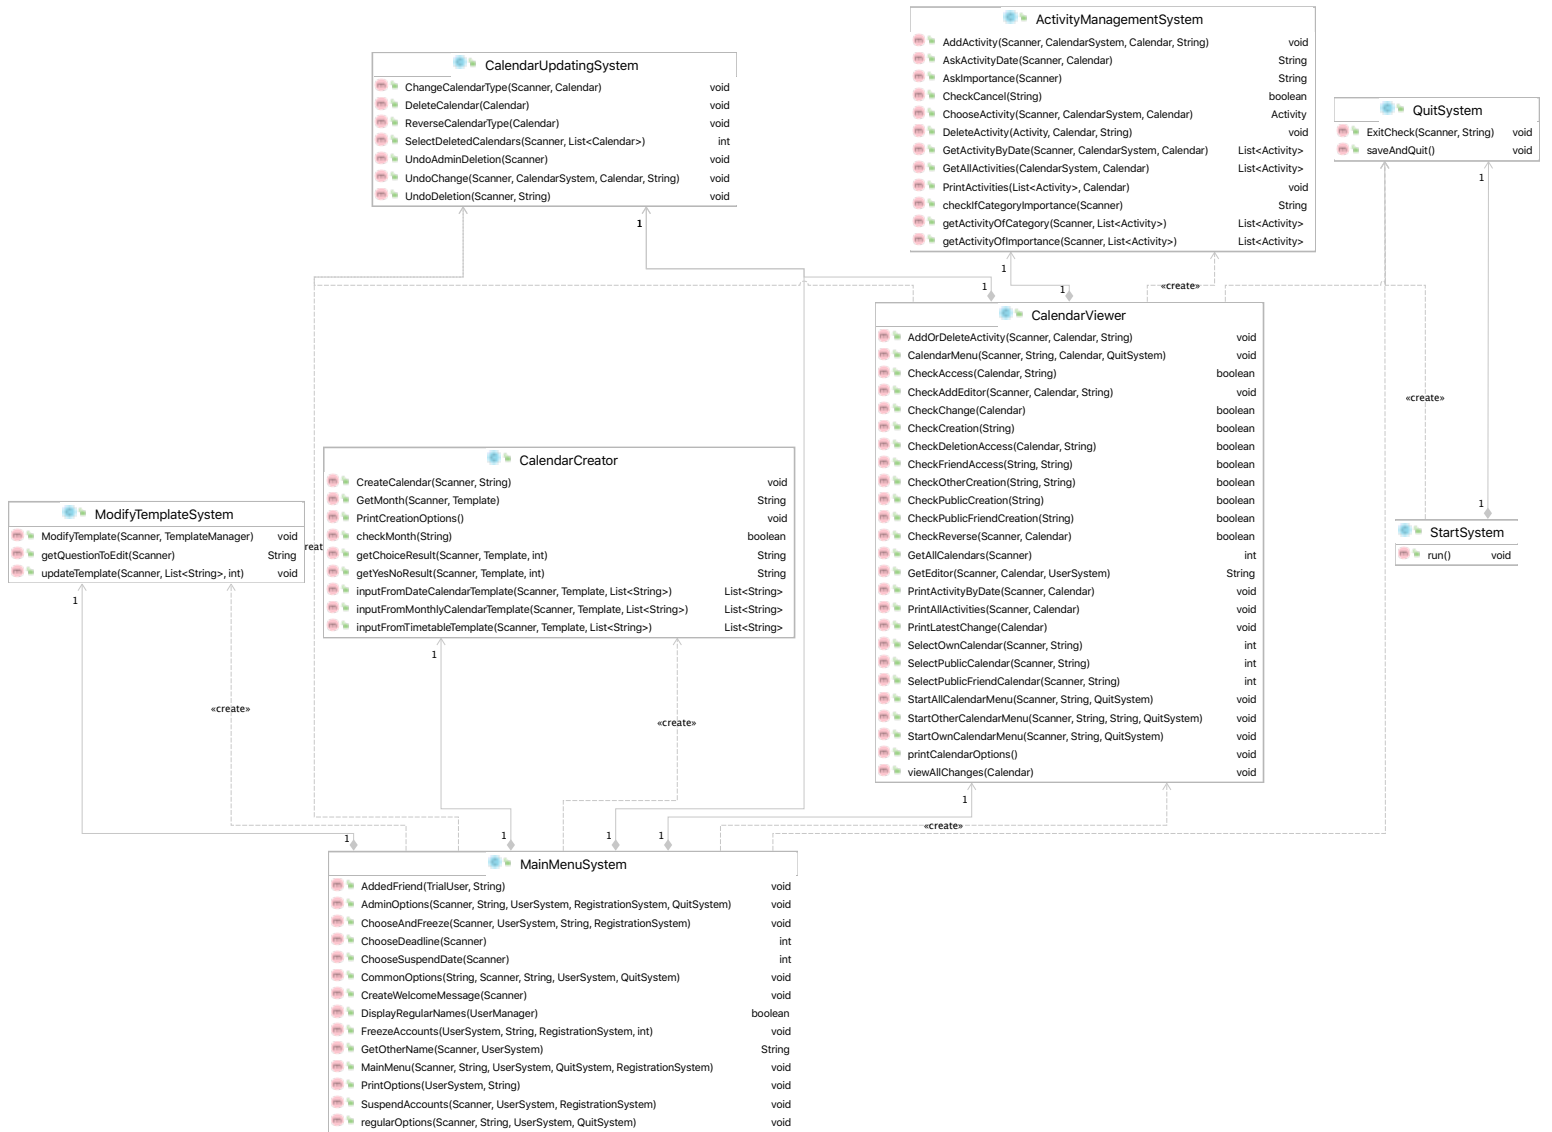 ActivityManagementSystem
AddActivity(Scanner, CalendarSystem, Calendar, String) void
AskActivityDate(Scanner, Calendar) String
AskImportance(Scanner) String
CheckCancel(String) boolean
ChooseActivity(Scanner, CalendarSystem, Calendar) Activity
DeleteActivity(Activity, Calendar, String) void
GetActivityByDate(Scanner, CalendarSystem, Calendar) List<Activity>
GetAllActivities(CalendarSystem, Calendar) List<Activity>
PrintActivities(List<Activity>, Calendar) void
checkIfCategoryImportance(Scanner) String
getActivityOfCategory(Scanner, List<Activity>) List<Activity>
getActivityOfImportance(Scanner, List<Activity>) List<Activity>
CalendarUpdatingSystem
ChangeCalendarType(Scanner, Calendar) void
DeleteCalendar(Calendar) void
ReverseCalendarType(Calendar) void
SelectDeletedCalendars(Scanner, List<Calendar>) int
UndoAdminDeletion(Scanner) void
UndoChange(Scanner, CalendarSystem, Calendar, String) void
UndoDeletion(Scanner, String) void
QuitSystem
ExitCheck(Scanner, String) void
saveAndQuit() void
1
1
1
1
1
«create»
CalendarViewer
AddOrDeleteActivity(Scanner, Calendar, String) void
CalendarMenu(Scanner, String, Calendar, QuitSystem) void
CheckAccess(Calendar, String) boolean
CheckAddEditor(Scanner, Calendar, String) void
CheckChange(Calendar) boolean
CheckCreation(String) boolean
CheckDeletionAccess(Calendar, String) boolean
CheckFriendAccess(String, String) boolean
CheckOtherCreation(String, String) boolean
CheckPublicCreation(String) boolean
CheckPublicFriendCreation(String) boolean
CheckReverse(Scanner, Calendar) boolean
GetAllCalendars(Scanner) int
GetEditor(Scanner, Calendar, UserSystem) String
PrintActivityByDate(Scanner, Calendar) void
PrintAllActivities(Scanner, Calendar) void
PrintLatestChange(Calendar) void
SelectOwnCalendar(Scanner, String) int
SelectPublicCalendar(Scanner, String) int
SelectPublicFriendCalendar(Scanner, String) int
StartAllCalendarMenu(Scanner, String, QuitSystem) void
StartOtherCalendarMenu(Scanner, String, String, QuitSystem) void
StartOwnCalendarMenu(Scanner, String, QuitSystem) void
printCalendarOptions() void
viewAllChanges(Calendar) void
«create»
1
StartSystem
run() void
CalendarCreator
CreateCalendar(Scanner, String) void
GetMonth(Scanner, Template) String
PrintCreationOptions() void
checkMonth(String) boolean
getChoiceResult(Scanner, Template, int) String
getYesNoResult(Scanner, Template, int) String
inputFromDateCalendarTemplate(Scanner, Template, List<String>) List<String>
inputFromMonthlyCalendarTemplate(Scanner, Template, List<String>) List<String>
inputFromTimetableTemplate(Scanner, Template, List<String>) List<String>
ModifyTemplateSystem
ModifyTemplate(Scanner, TemplateManager) void
getQuestionToEdit(Scanner) String
updateTemplate(Scanner, List<String>, int) void
reat
1
1
«create»
«create»
1
«create»
1
1
1
1
MainMenuSystem
AddedFriend(TrialUser, String) void
AdminOptions(Scanner, String, UserSystem, RegistrationSystem, QuitSystem) void
ChooseAndFreeze(Scanner, UserSystem, String, RegistrationSystem) void
ChooseDeadline(Scanner) int
ChooseSuspendDate(Scanner) int
CommonOptions(String, Scanner, String, UserSystem, QuitSystem) void
CreateWelcomeMessage(Scanner) void
DisplayRegularNames(UserManager) boolean
FreezeAccounts(UserSystem, String, RegistrationSystem, int) void
GetOtherName(Scanner, UserSystem) String
MainMenu(Scanner, String, UserSystem, QuitSystem, RegistrationSystem) void
PrintOptions(UserSystem, String) void
SuspendAccounts(Scanner, UserSystem, RegistrationSystem) void
regularOptions(Scanner, String, UserSystem, QuitSystem) void